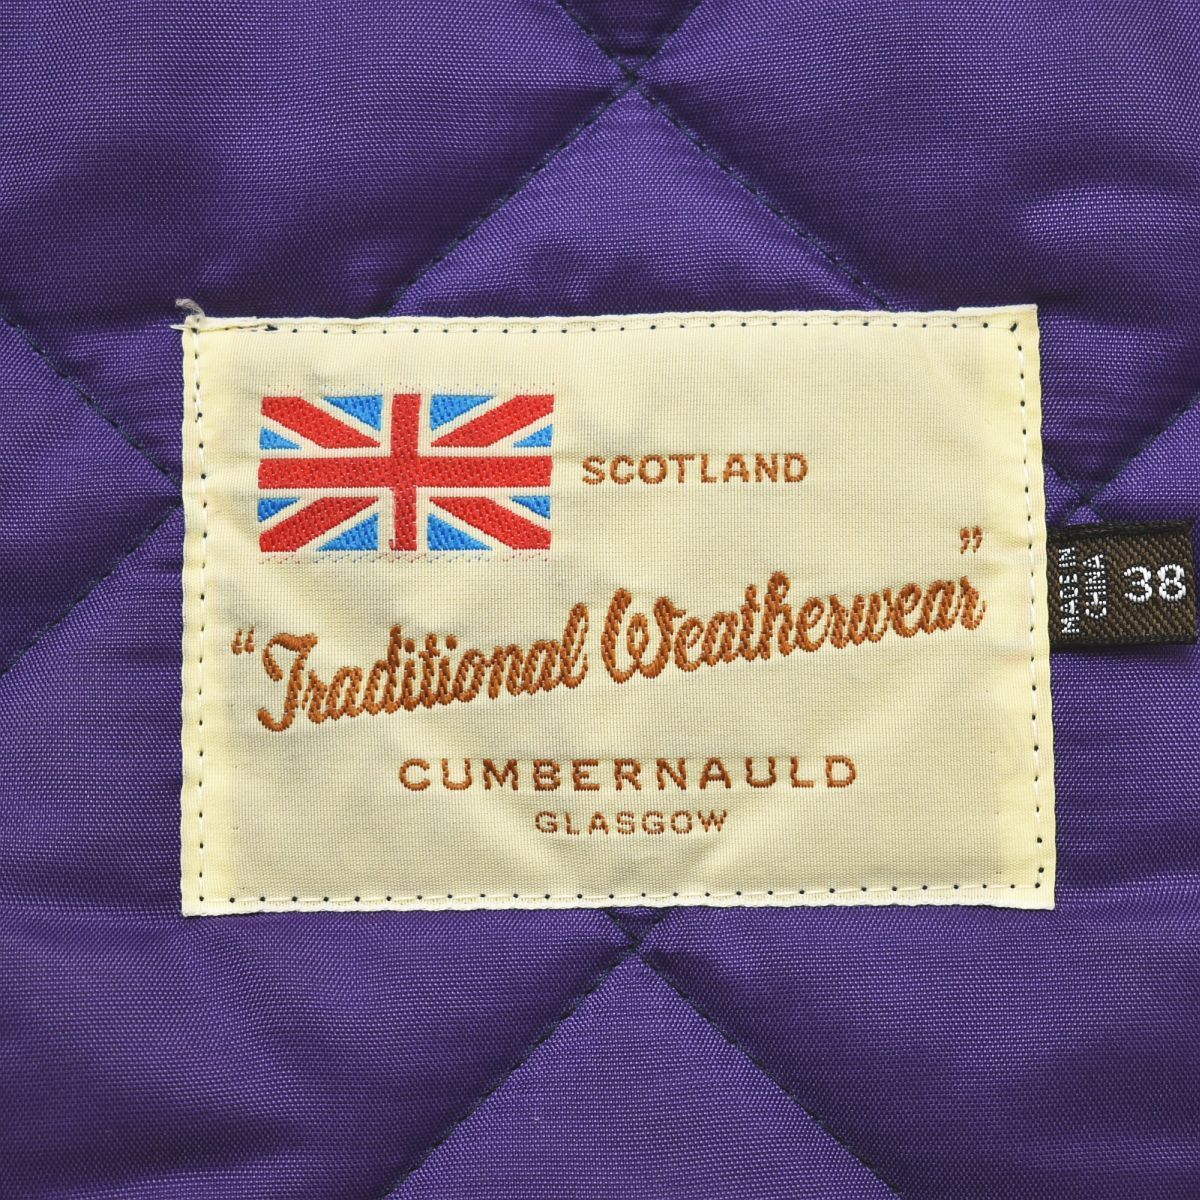 SCOTLAND
“Traditional Weatherwear”
CUMBERNAULD
GLASGOW
MADE IN
CHINA
38